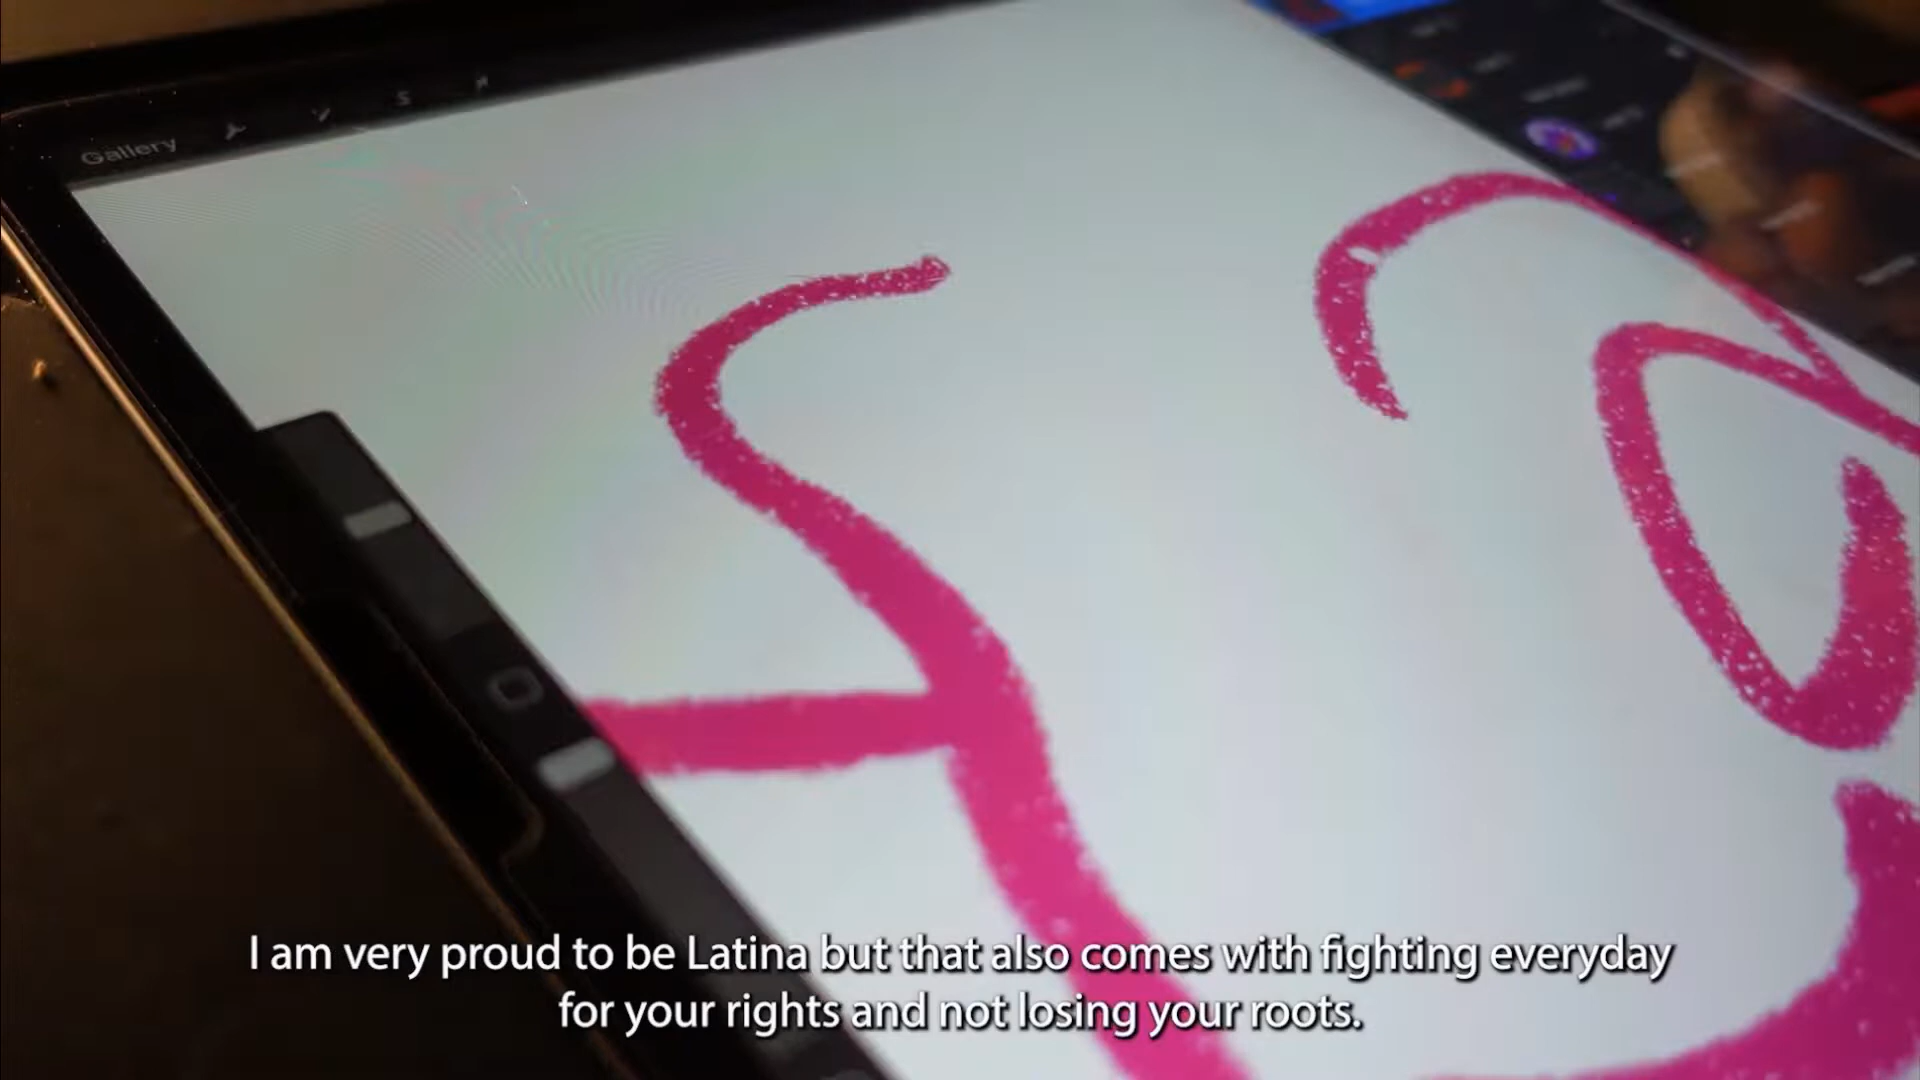 Gallery
I am very proud to be Latina but that also comes with fighting everyday
for your rights and not losing your roots.